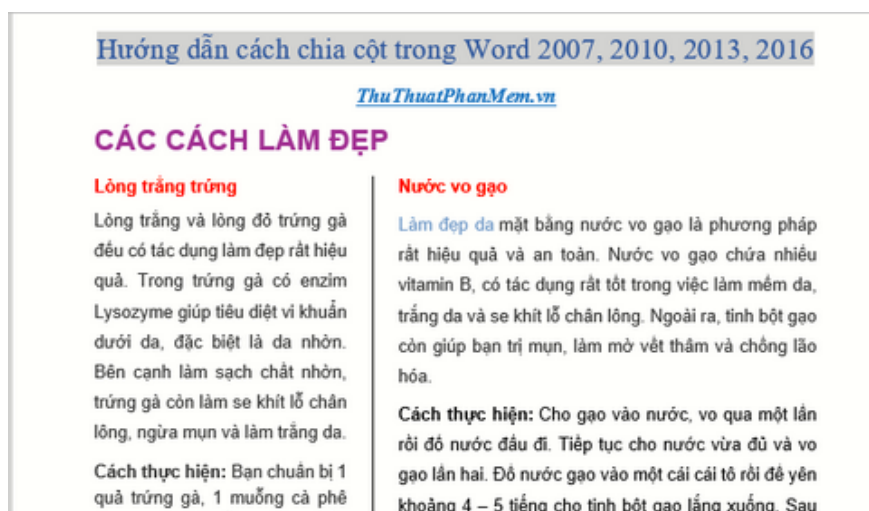 Hướng dẫn cách chia cột trong Word 2007, 2010, 2013, 2016
ThuThuatPhanMem.vn
CÁC CÁCH LÀM ĐẸP
Lòng trắng trứng
Lòng trắng và lòng đỏ trứng gà
đều có tác dụng làm đẹp rất hiệu
quả. Trong trứng gà có enzim
Lysozyme giúp tiêu diệt vi khuẩn
dưới da, đặc biệt là da nhờn.
Bên cạnh làm sạch chất nhờn,
trứng gà còn làm se khít lỗ chân
lông, ngừa mụn và làm trắng da.
Cách thực hiện: Bạn chuẩn bị 1
quả trứng gà, 1 muỗng cà phê
Nước vo gạo
Làm đẹp da mặt bằng nước vo gạo là phương pháp
rất hiệu quả và an toàn. Nước vo gạo chứa nhiều
vitamin B, có tác dụng rất tốt trong việc làm mềm da,
trắng da và se khít lỗ chân lông. Ngoài ra, tinh bột gạo
còn giúp bạn trị mụn, làm mờ vết thâm và chống lão
hóa.
Cách thực hiện: Cho gạo vào nước, vo qua một lần
rồi đổ nước đầu đi. Tiếp tục cho nước vừa đủ và vo
gạo lần hai. Đổ nước gạo vào một cái cái tô rồi để yên
khoảng 4 – 5 tiếng cho tinh bột gạo lắng xuống. Sau